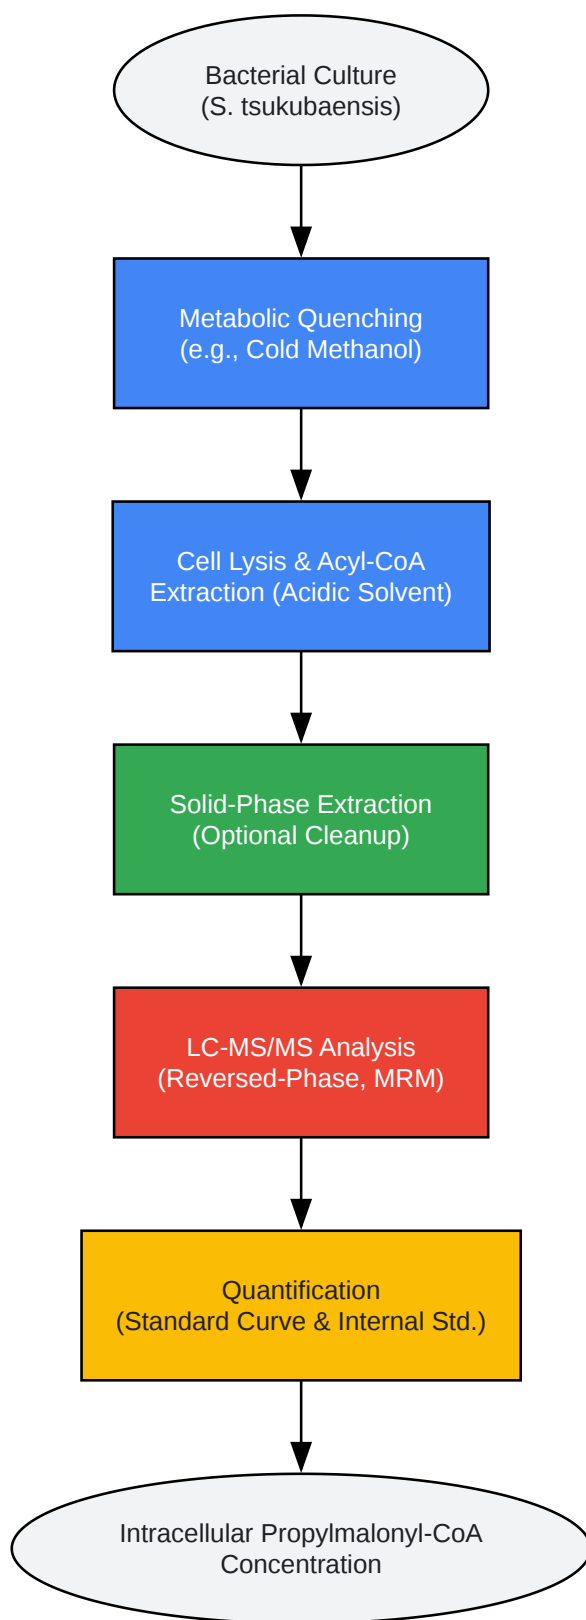 Bacterial Culture
(S. tsukubaensis)
Metabolic Quenching
(e.g., Cold Methanol)
Cell Lysis & Acyl-CoA
Extraction (Acidic Solvent)
Solid-Phase Extraction
(Optional Cleanup)
LC-MS/MS Analysis
(Reversed-Phase, MRM)
Quantification
(Standard Curve & Internal Std.)
Intracellular Propylmalonyl-CoA
Concentration